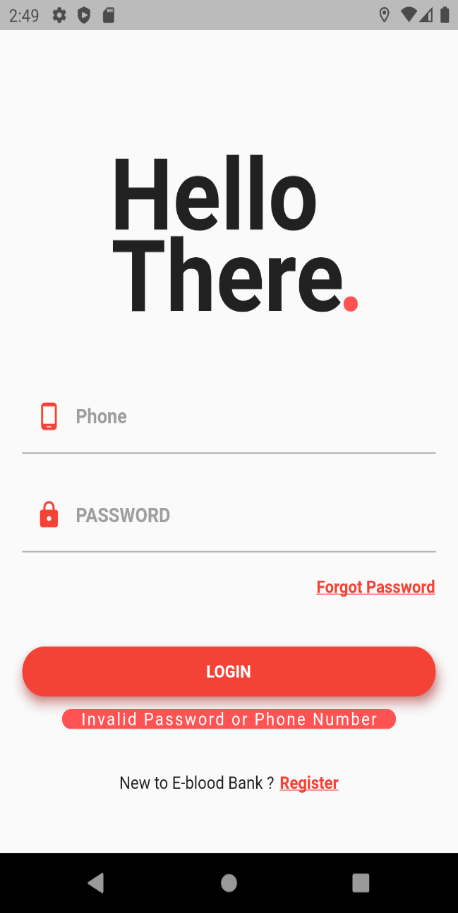 2:49
Hello
There.
Phone
PASSWORD
Forgot Password
LOGIN
Invalid Password or Phone Number
New to E-blood Bank ? Register